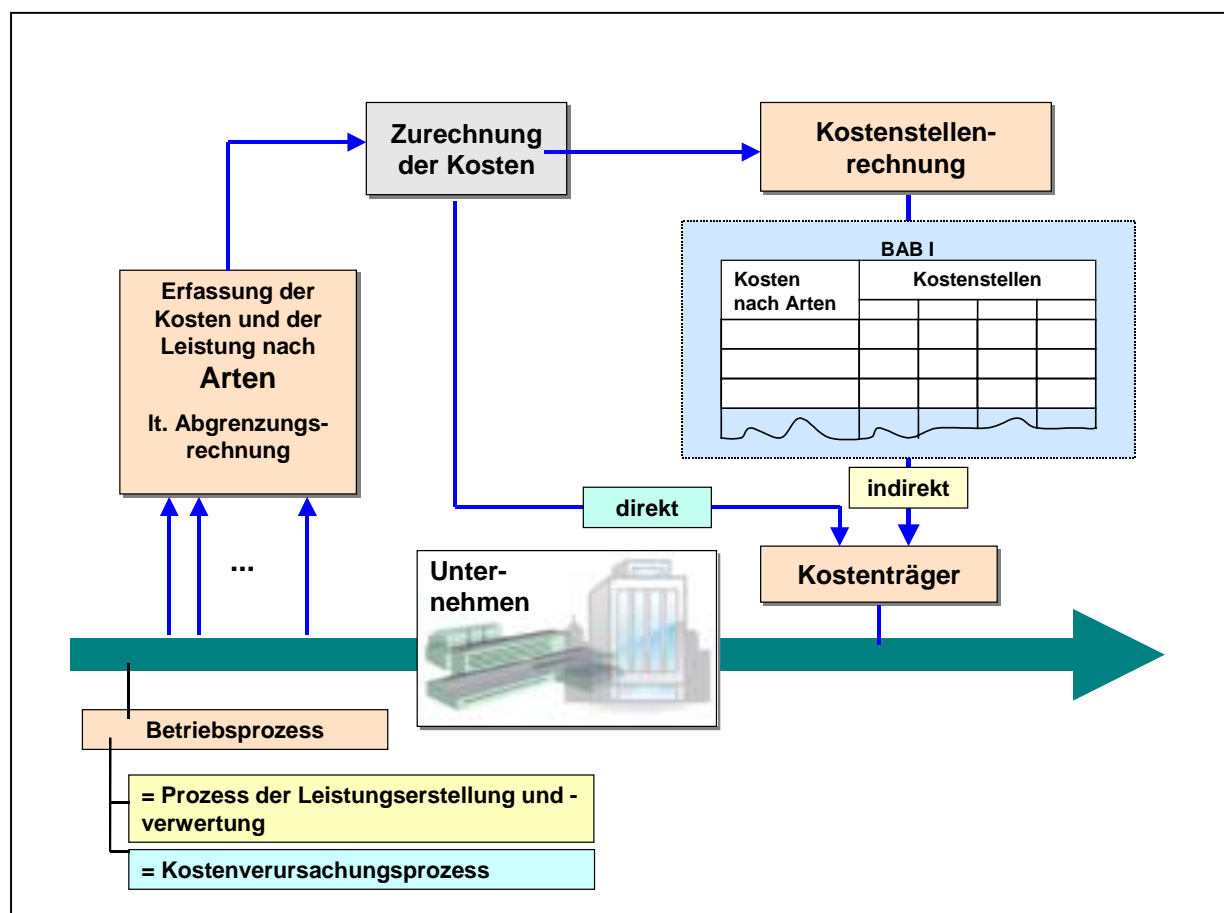 Zurechnung
der Kosten
Kostenstellen-
rechnung
BAB I
Kosten
nach Arten
Kostenstellen
Erfassung der
Kosten und der
Leistung nach
Arten
lt. Abgrenzungs-
rechnung
direkt
indirekt
...
Unter-
nehmen
Kostenträger
Betriebsprozess
= Prozess der Leistungserstellung und -
verwertung
= Kostenverursachungsprozess